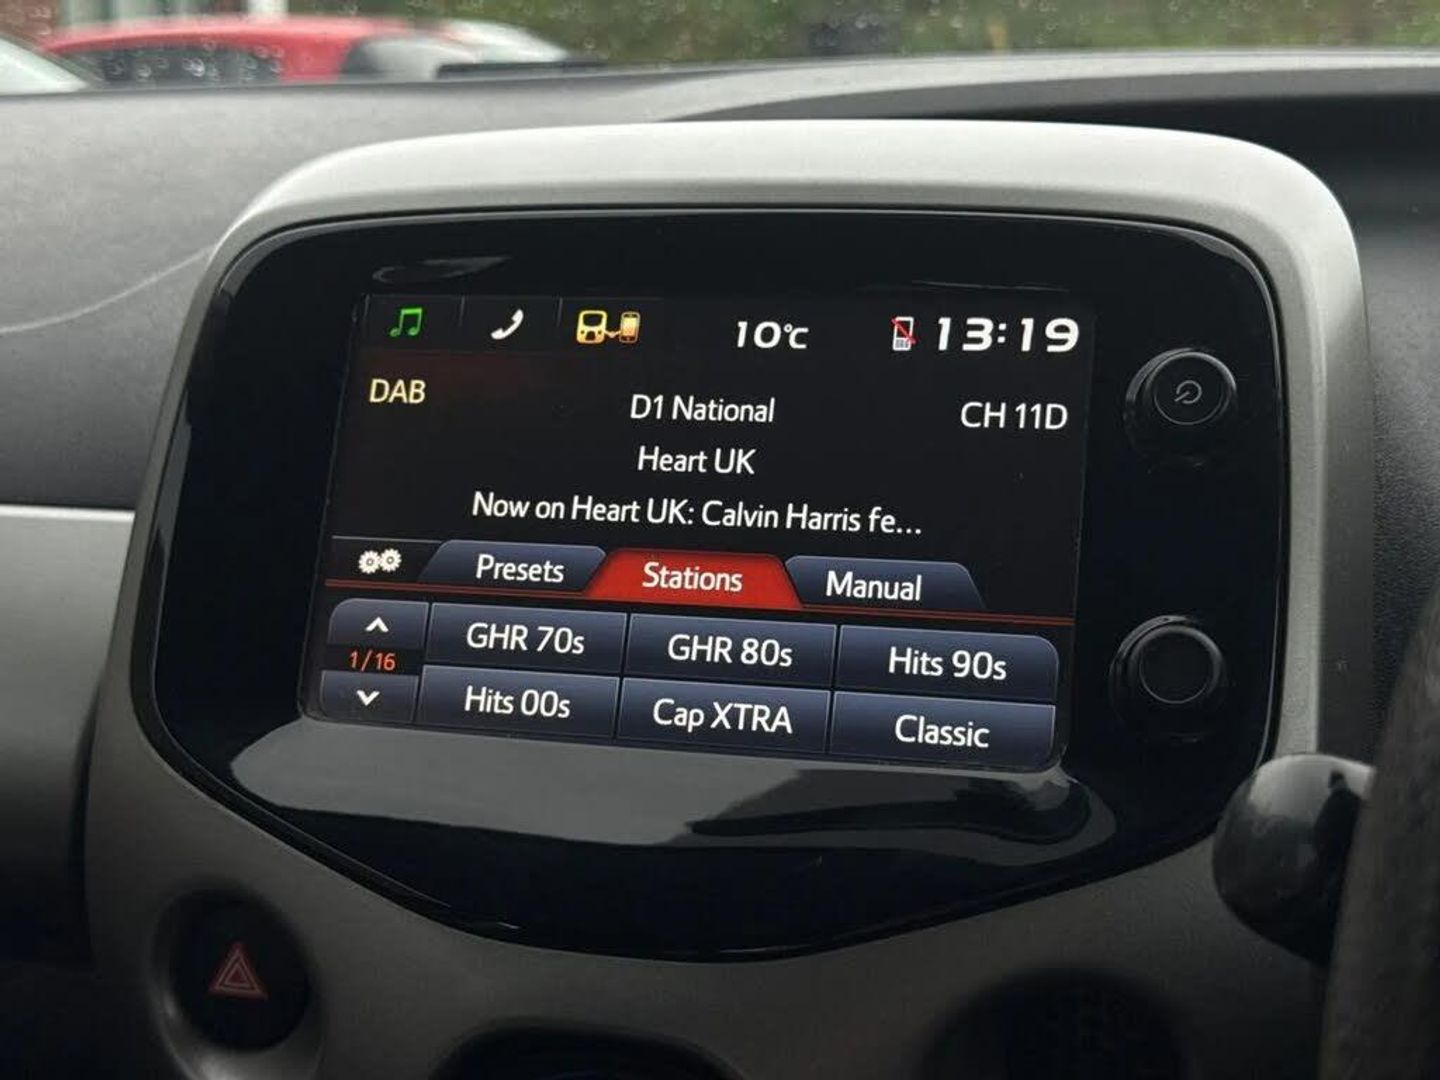 10°C 13:19
DAB
D1 National
CH 11D
Heart UK
Now on Heart UK: Calvin Harris fe...
Presets Stations Manual
1/16
GHR 70s GHR 80s Hits 90s
Hits 00s Cap XTRA Classic